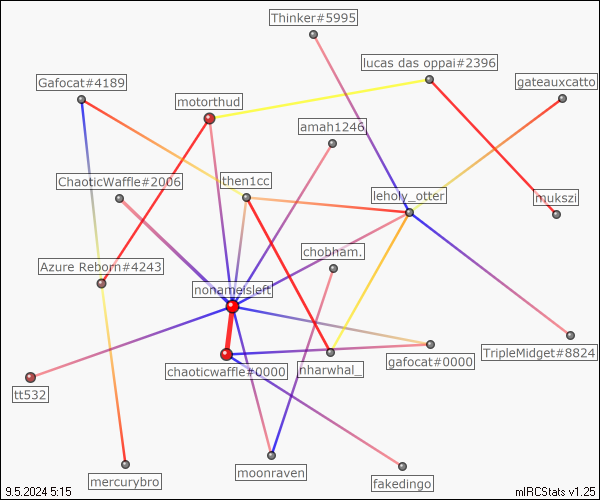 Thinker#5995
lucas das oppai#2396
Gafocat#4189
gateauxcatto
motorthud
amah1246,
ChaoticWaffle#2006
then1cc
leholy_otter
mukszi
chobham.
Azure Reborn#4243
nonameisleft
TripleMidget#8824
gafocat#0000
chaoticwaffle#0000
nharwhal_
tt532
moonraven
fakedingo
mercurybro
9.5.2024 5:15
mIRCStats v1.25